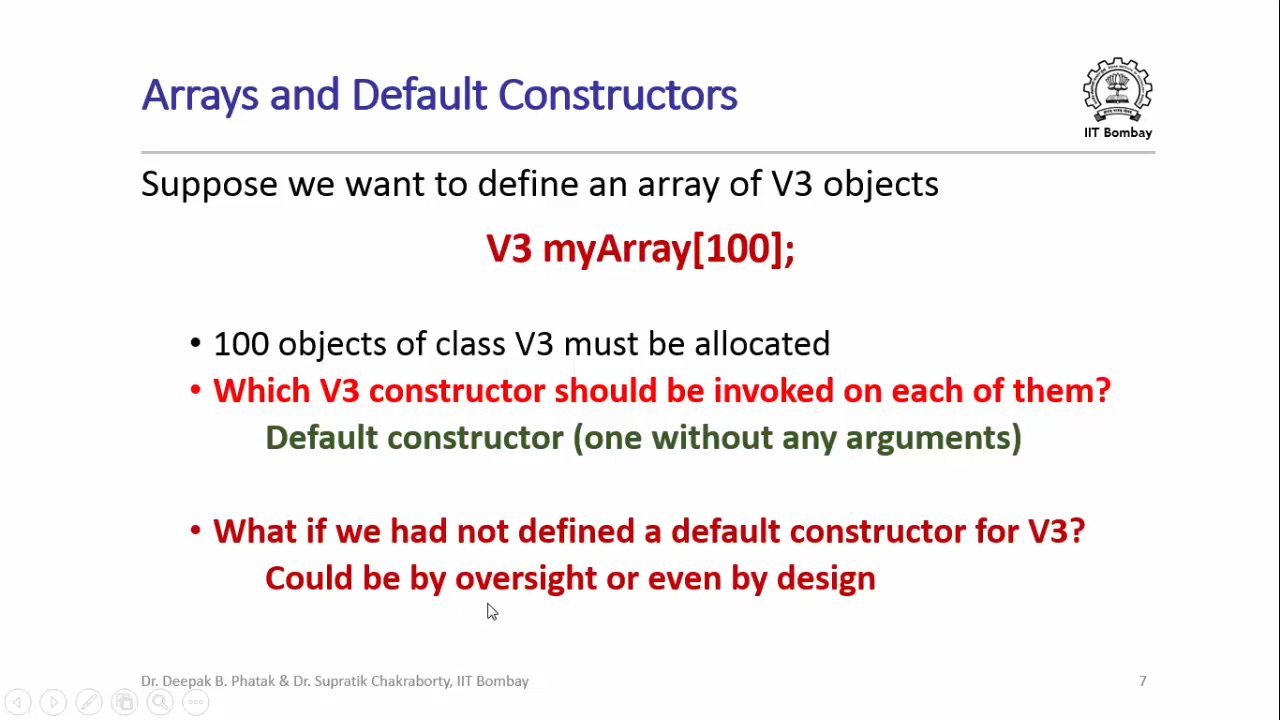 Arrays and Default Constructors
IIT Bombay
Suppose we want to define an array of V3 objects
V3 myArray[100];
• 100 objects of class V3 must be allocated
• Which V3 constructor should be invoked on each of them?
Default constructor (one without any arguments)
• What if we had not defined a default constructor for V3?
Could be by oversight or even by design
Dr. Deepak B. Phatak & Dr. Supratik Chakraborty, IIT Bombay
7